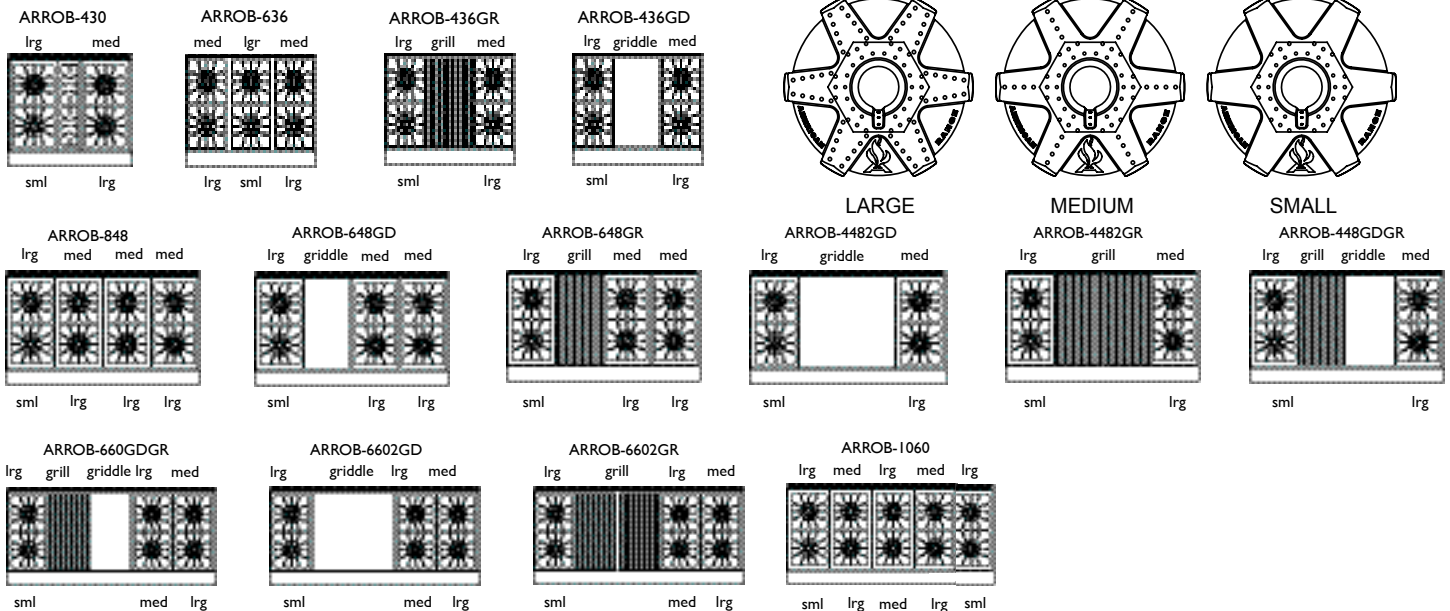 ARROB-430 ARROB-636 ARROB-436GR ARROB-436GD
lrg med med lgr med lrg grill med lrg griddle med
sml lrg lrg sml lrg sml lrg sml lrg
AMERICAN RANGE AMERICAN RANGE AMERICAN RANGE
LARGE MEDIUM SMALL
ARROB-848 ARROB-648GD ARROB-648GR ARROB-4482GD ARROB-4482GR ARROB-448GDGR
lrg med med med lrg griddle med med lrg grill med med lrg griddle med lrg grill med lrg grill griddle med
sml lrg lrg lrg sml lrg lrg sml lrg lrg sml lrg sml lrg sml lrg
ARROB-660GDGR ARROB-6602GD ARROB-6602GR ARROB-1060
lrg grill griddle lrg med lrg griddle lrg med lrg grill lrg med lrg med lrg med lrg
sml med lrg sml med lrg sml med lrg sml lrg med lrg sml